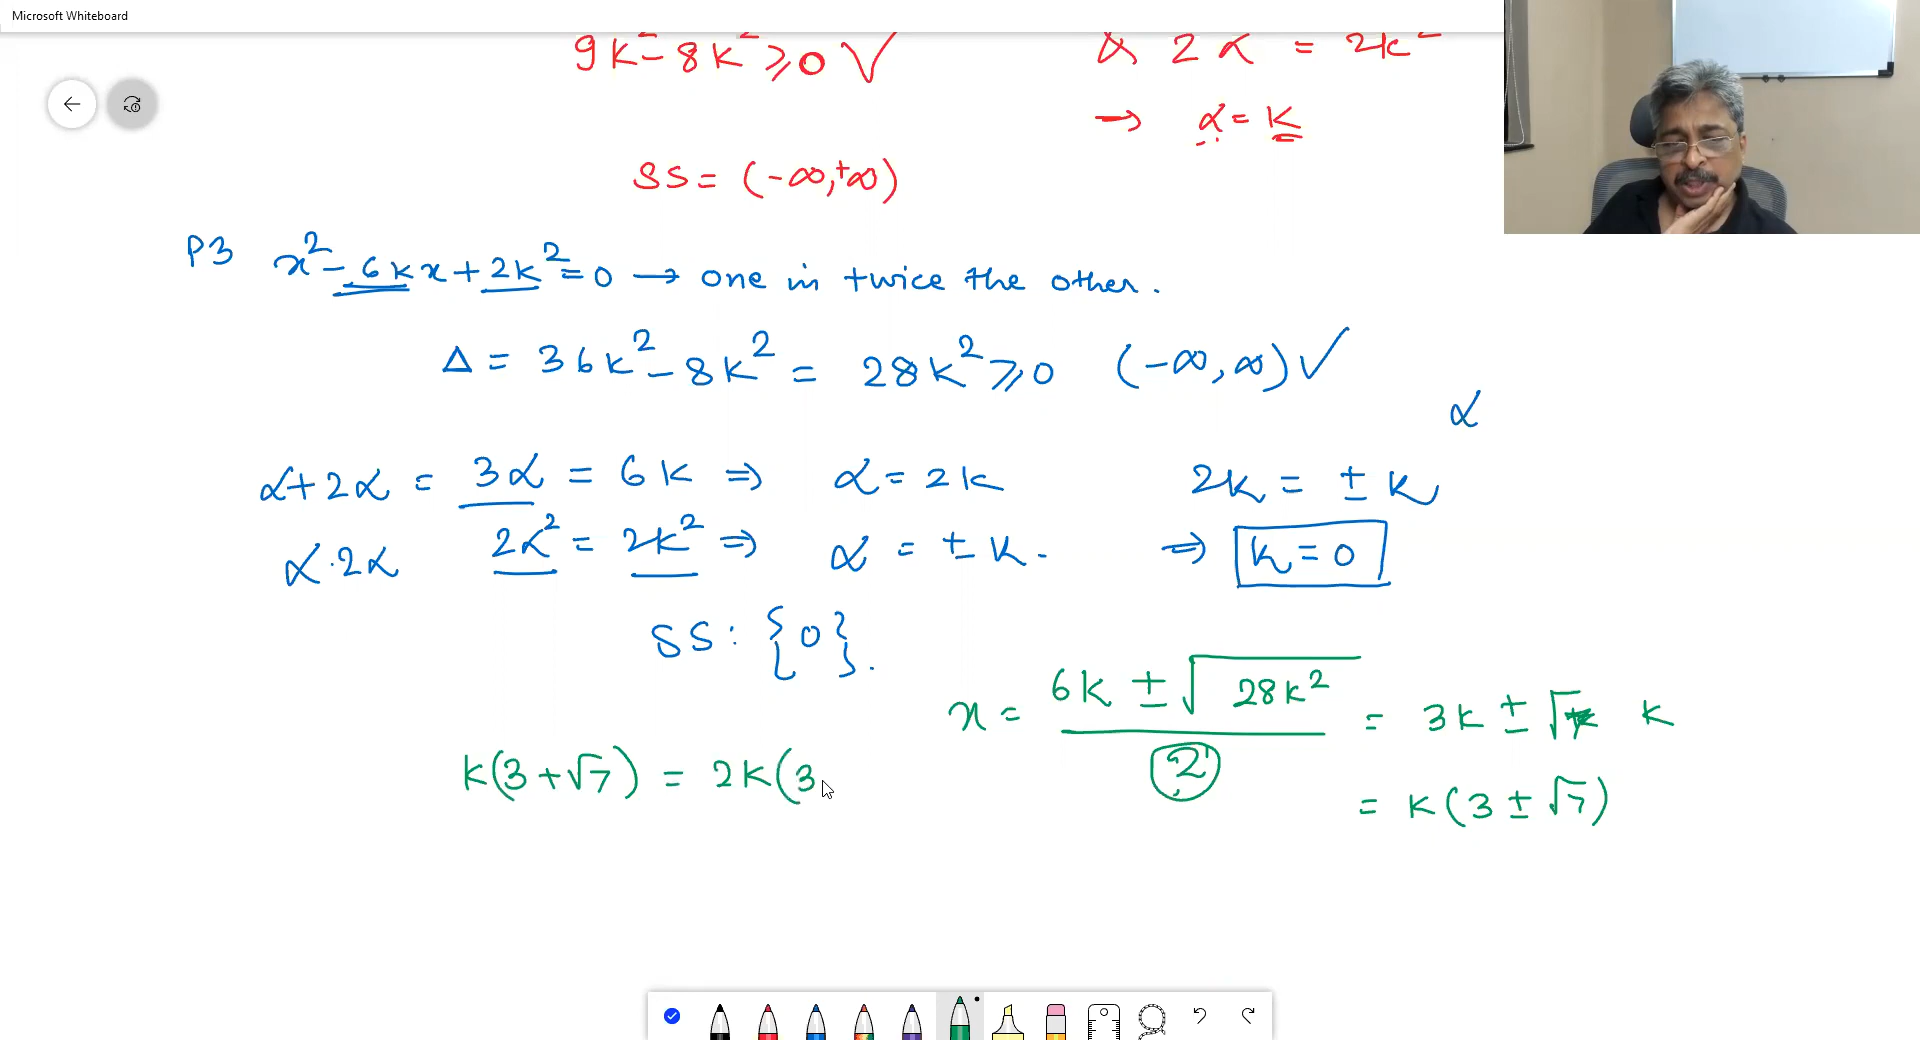 Microsoft Whiteboard
9k² - 8k² ⩾ 0 ✓
& 2α² = 2k²
→ α = k
SS = (-∞, +∞)
P3 x² - 6kx + 2k² = 0 → one is twice the other.
Δ = 36k² - 8k² = 28k² ⩾ 0 (-∞, ∞) ✓
α
α + 2α = 3α = 6k ⇒ α = 2k
2k = ± k
α · 2α 2α² = 2k² ⇒ α = ± k.
⇒ k = 0
SS : {0}.
x = (6k ± √28k²)/2 = 3k ± √7 k
= k(3 ± √7)
k(3 + √7) = 2k(3